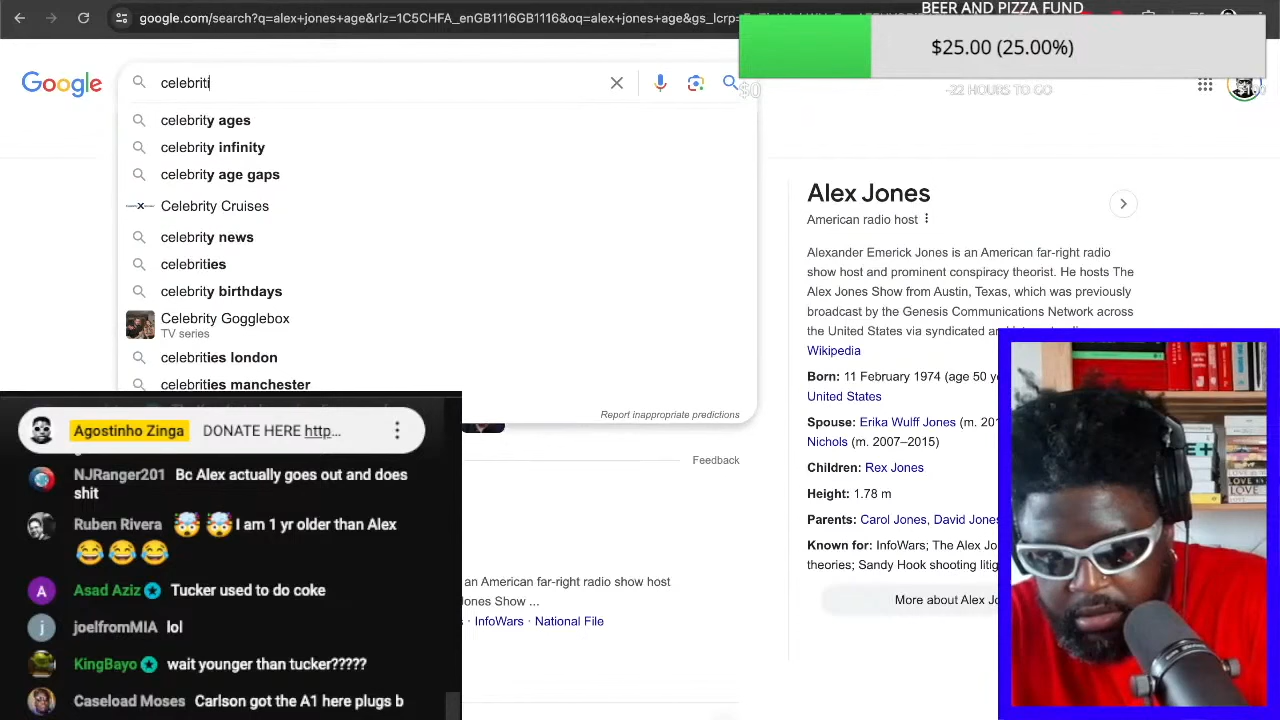 google.com/search?q=alex+jones+age&rlz=1C5CHFA_enGB1116GB1116&oq=alex+jones+age&gs_lcrp=
BEER AND PIZZA FUND
$25.00 (25.00%)
$0
-22 HOURS TO GO
Google
celebriti
celebrity ages
celebrity infinity
celebrity age gaps
Celebrity Cruises
celebrity news
celebrities
celebrity birthdays
Celebrity Gogglebox
TV series
celebrities london
celebrities manchester
Report inappropriate predictions
Feedback
an American far-right radio show host
Jones Show ...
· InfoWars · National File
Alex Jones
American radio host
Alexander Emerick Jones is an American far-right radio
show host and prominent conspiracy theorist. He hosts The
Alex Jones Show from Austin, Texas, which was previously
broadcast by the Genesis Communications Network across
the United States via syndicated
Wikipedia
Born: 11 February 1974 (age 50
United States
Spouse: Erika Wulff Jones (m.
Nichols (m. 2007–2015)
Children: Rex Jones
Height: 1.78 m
Parents: Carol Jones, David Jones
Known for: InfoWars; The Alex
theories; Sandy Hook shooting
More about Alex
Agostinho Zinga DONATE HERE http...
NJRanger201 Bc Alex actually goes out and does
shit
Ruben Rivera 🤯 🤯 I am 1 yr older than Alex
😂 😂 😂
A Asad Aziz Tucker used to do coke
j joelfromMIA lol
KingBayo wait younger than tucker?????
Caseload Moses Carlson got the A1 here plugs b